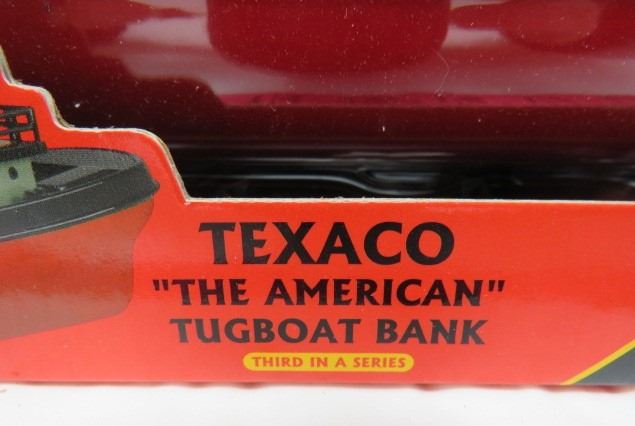 TEXACO
"THE AMERICAN"
TUGBOAT BANK
THIRD IN A SERIES